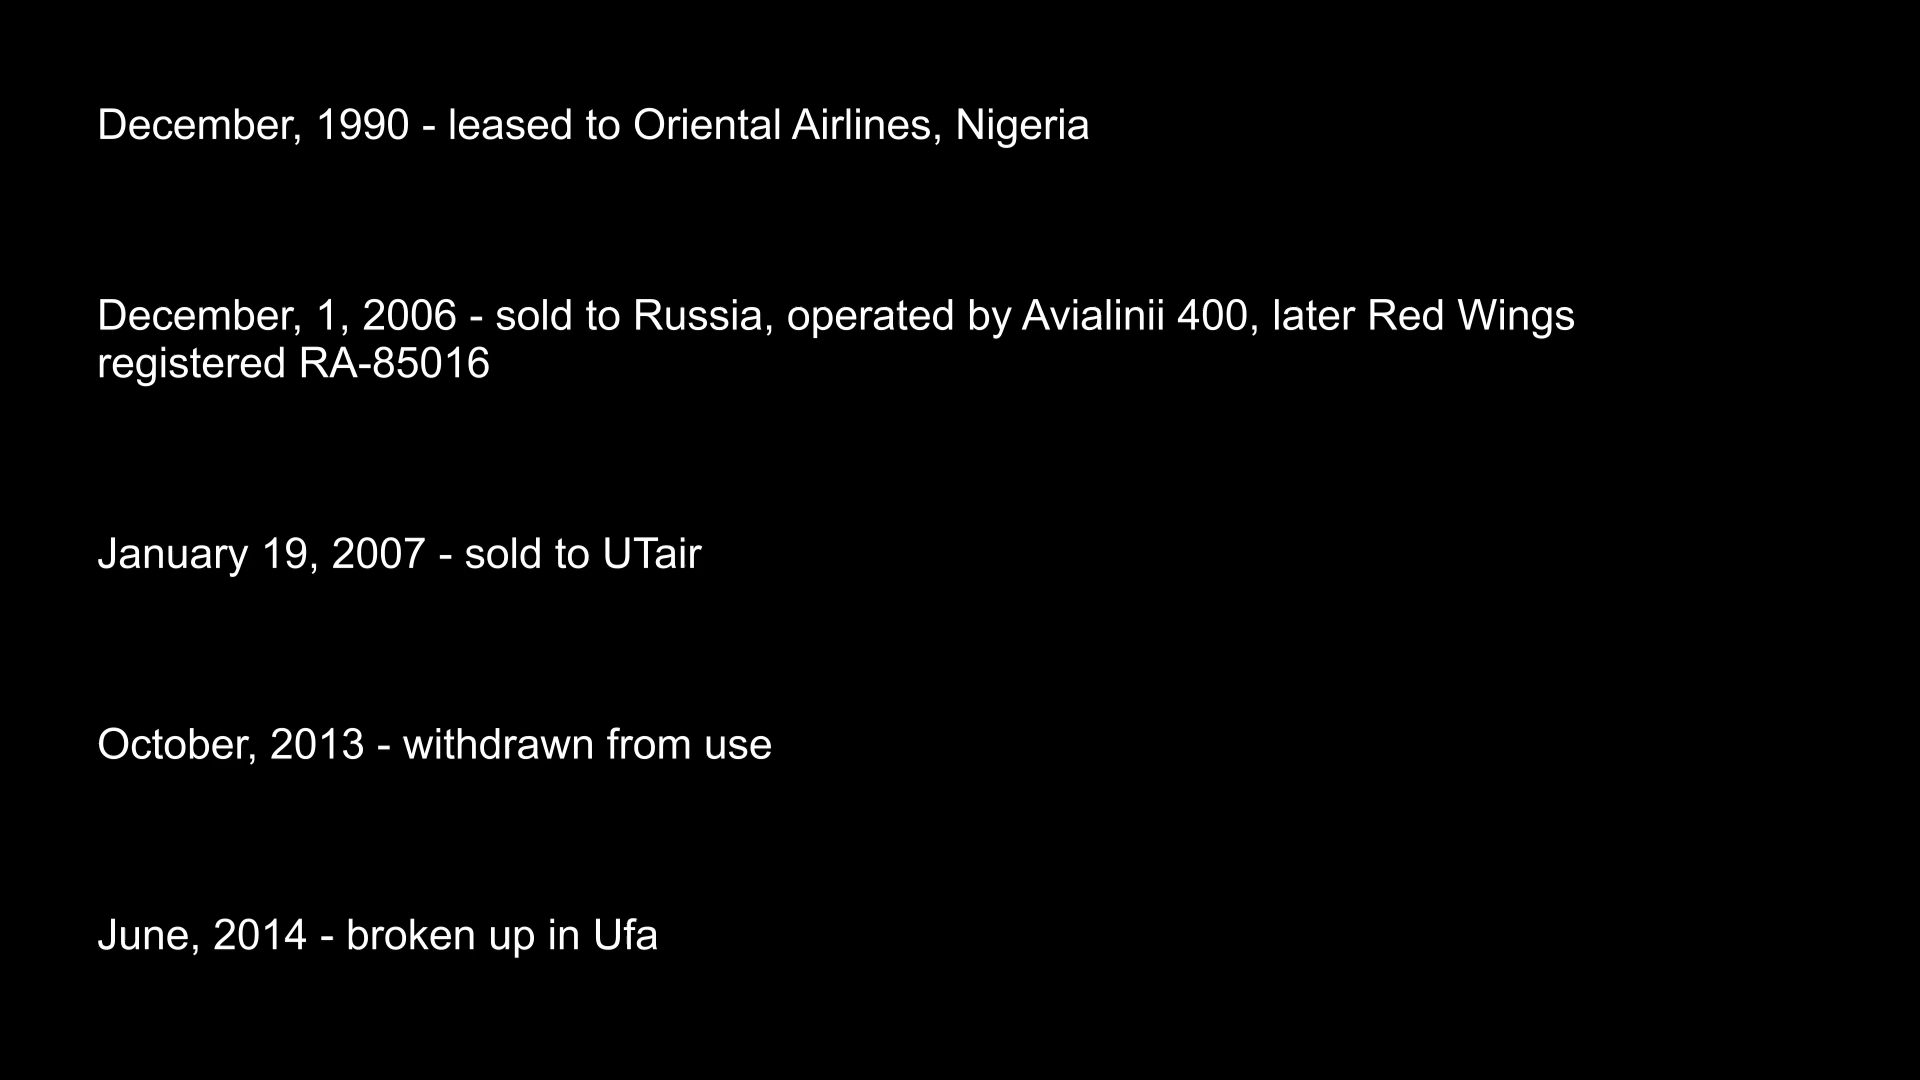 December, 1990 - leased to Oriental Airlines, Nigeria
December, 1, 2006 - sold to Russia, operated by Avialinii 400, later Red Wings
registered RA-85016
January 19, 2007 - sold to UTair
October, 2013 - withdrawn from use
June, 2014 - broken up in Ufa